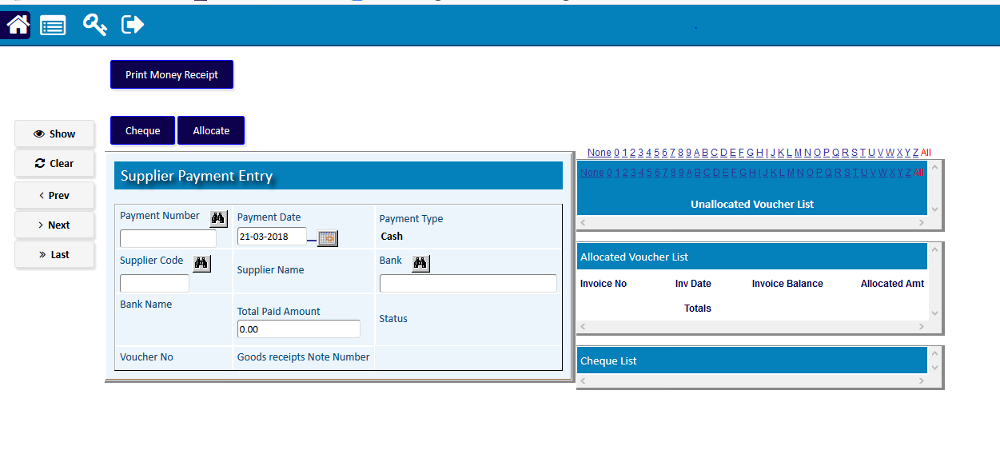 Print Money Receipt
Cheque Allocate
Show
Clear
Prev
Next
Last
Supplier Payment Entry
Payment Number Payment Date Payment Type
21-03-2018 Cash
Supplier Code Supplier Name Bank
Bank Name Total Paid Amount Status
0.00
Voucher No Goods receipts Note Number
None 0 1 2 3 4 5 6 7 8 9 A B C D E F G H I J K L M N O P Q R S T U V W X Y Z All
None 0 1 2 3 4 5 6 7 8 9 A B C D E F G H I J K L M N O P Q R S T U V W X Y Z All
Unallocated Voucher List
Allocated Voucher List
Invoice No Inv Date Invoice Balance Allocated Amt
Totals
Cheque List